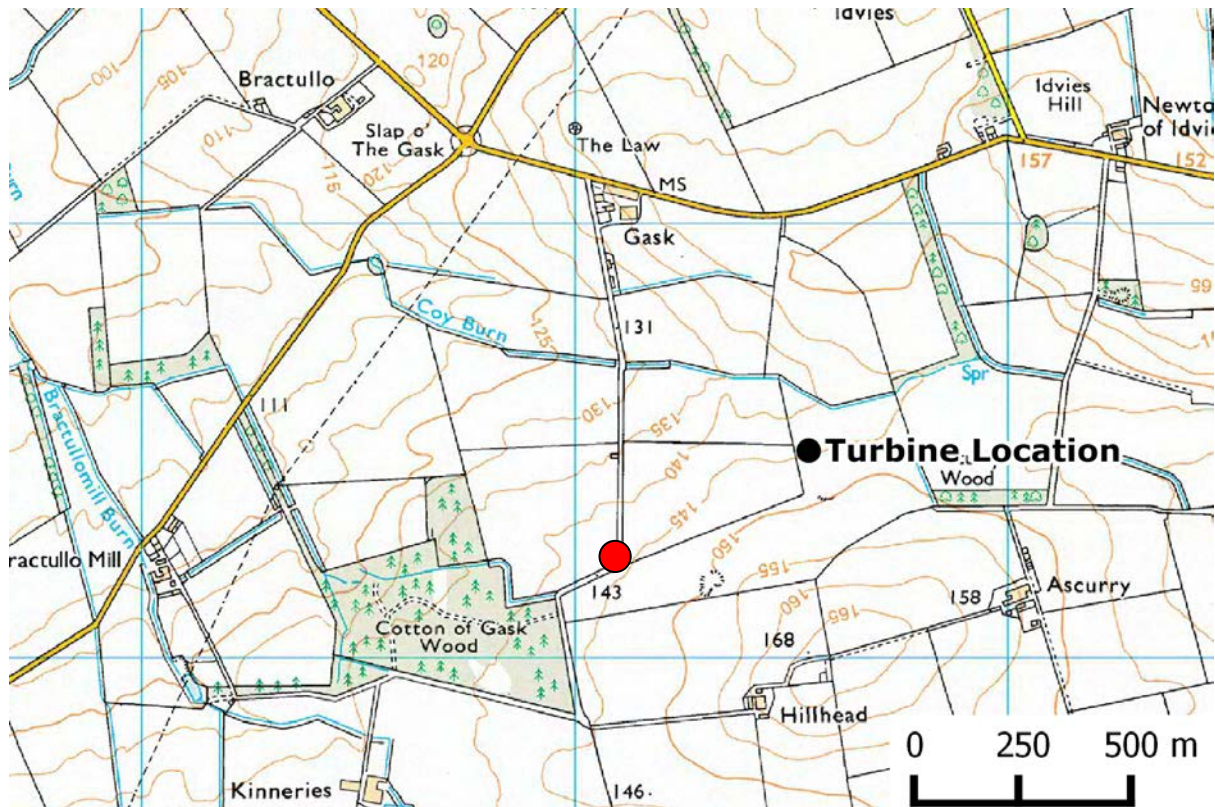 Idvies
100
105
120
Bractullo
110
Idvies
Hill
Slap o'
The Gask
The Law
157
152
115
120
MS
Gask
65
Coy Burn
125
131
Spr
130
135
111
Bractullomill Burn
140
Turbine Location
Wood
145
150
143
155
160
165
158
Ascurry
Cotton of Gask
Wood
168
Hillhead
Kinneries
146
0 250 500 m